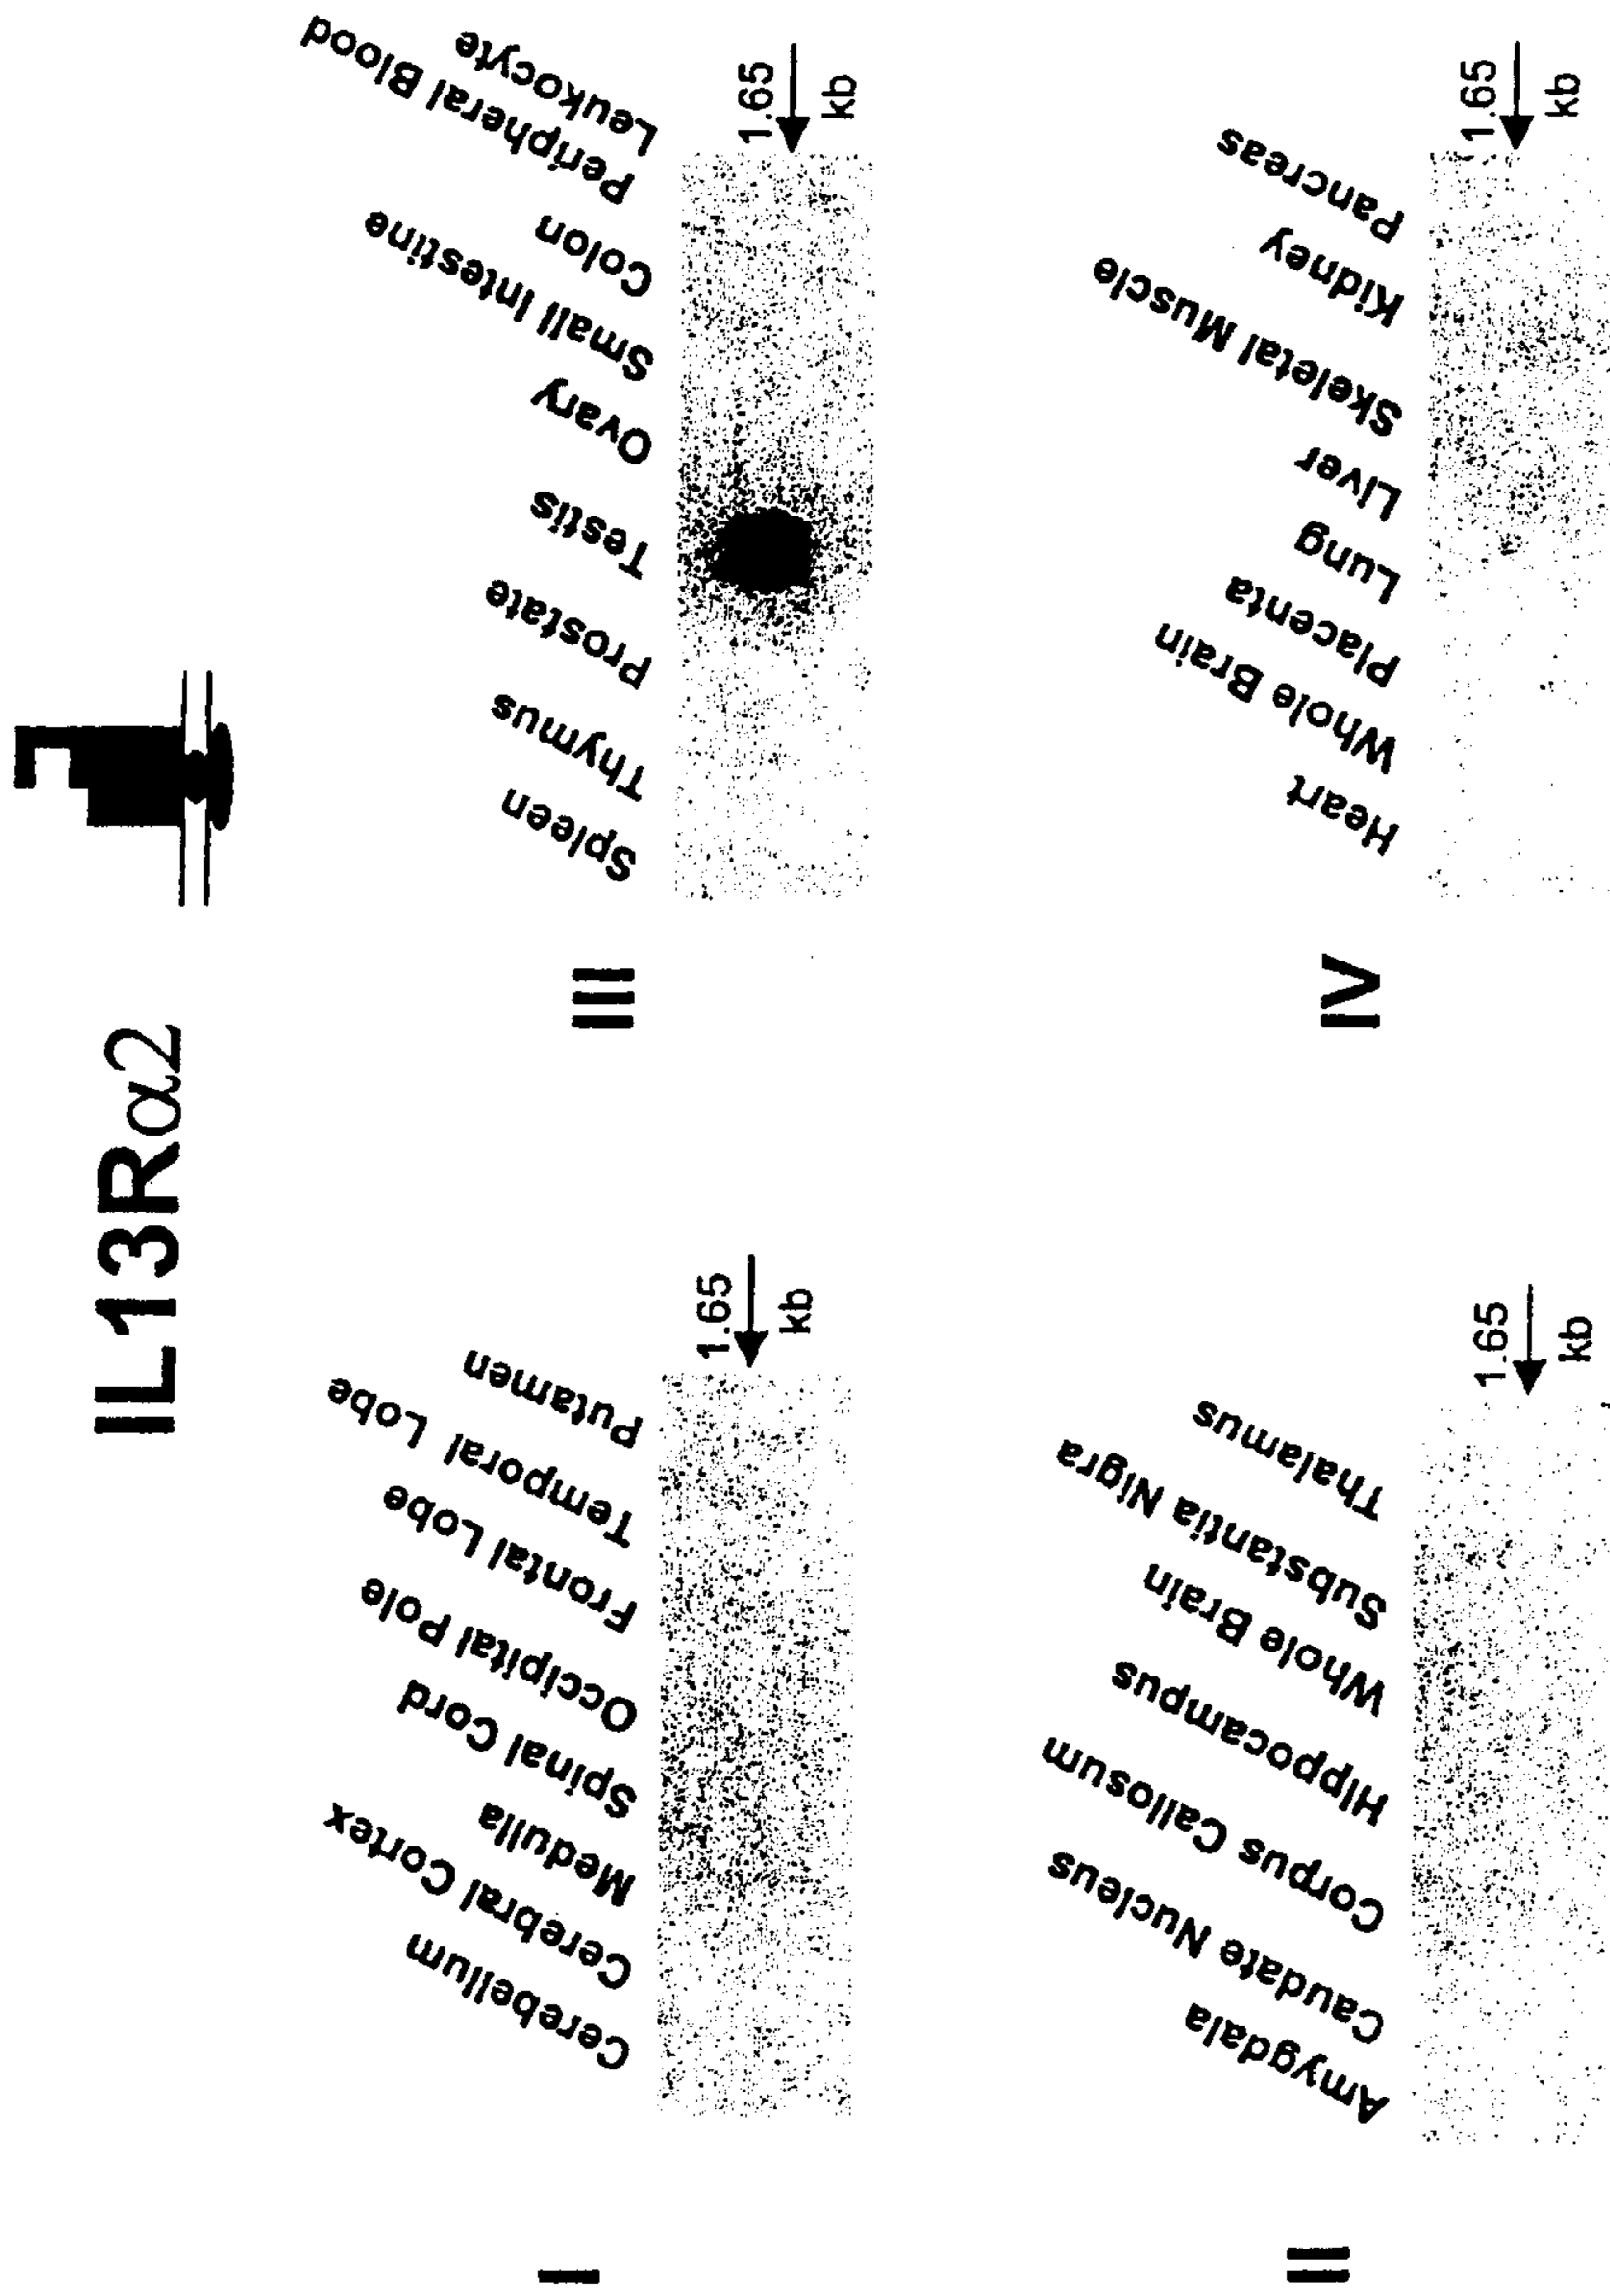 IL13Rα2
I
Cerebellum
Cerebral Cortex
Medulla
Spinal Cord
Occipital Pole
Frontal Lobe
Temporal Lobe
Putamen
1.65
kb
II
Amygdala
Caudate Nucleus
Corpus Callosum
Hippocampus
Whole Brain
Substantia Nigra
Thalamus
1.65
kb
III
Spleen
Thymus
Prostate
Testis
Ovary
Small Intestine
Colon
Peripheral Blood
Leukocyte
1.65
kb
IV
Heart
Whole Brain
Placenta
Lung
Liver
Skeletal Muscle
Kidney
Pancreas
1.65
kb